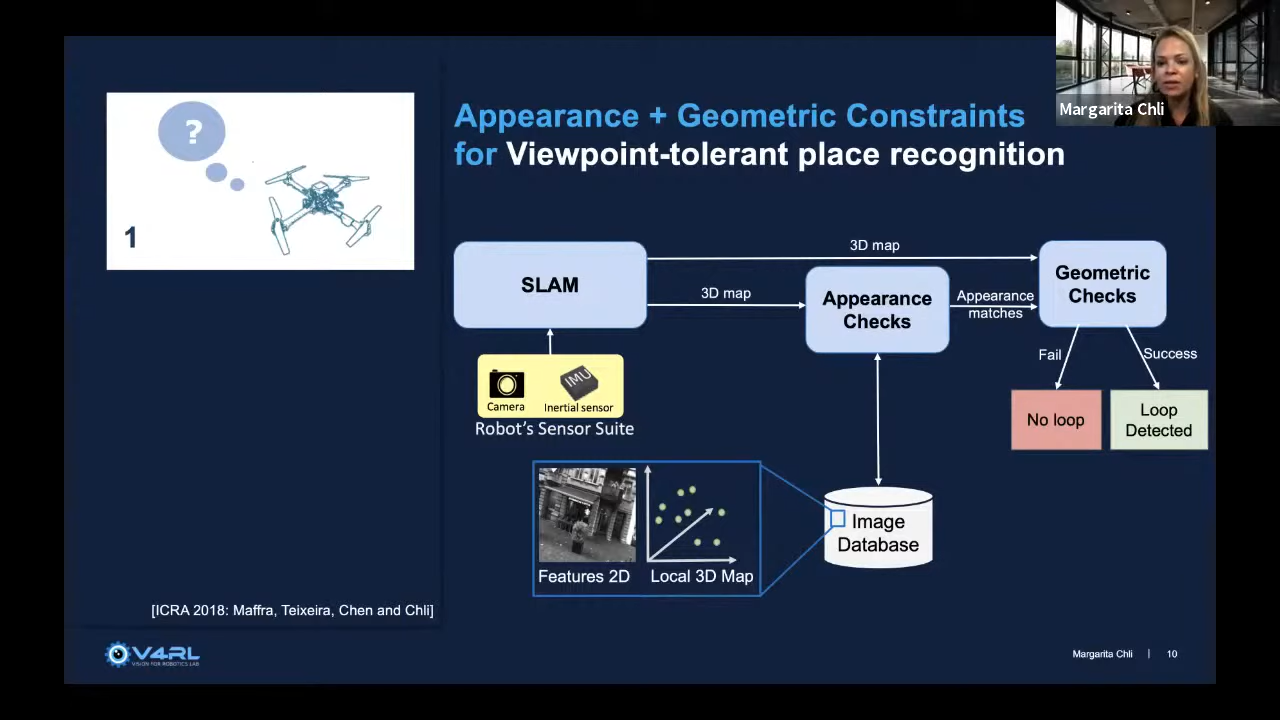 Margarita Chli
Appearance + Geometric Constraints
for Viewpoint-tolerant place recognition
?
1
SLAM
3D map
3D map
Appearance
Checks
Appearance
matches
Geometric
Checks
Fail
Success
No loop
Loop
Detected
IMU
Camera
Inertial sensor
Robot's Sensor Suite
Features 2D
Local 3D Map
Image
Database
[ICRA 2018: Maffra, Teixeira, Chen and Chli]
V4RL
VISION FOR ROBOTICS LAB
Margarita Chli | 10